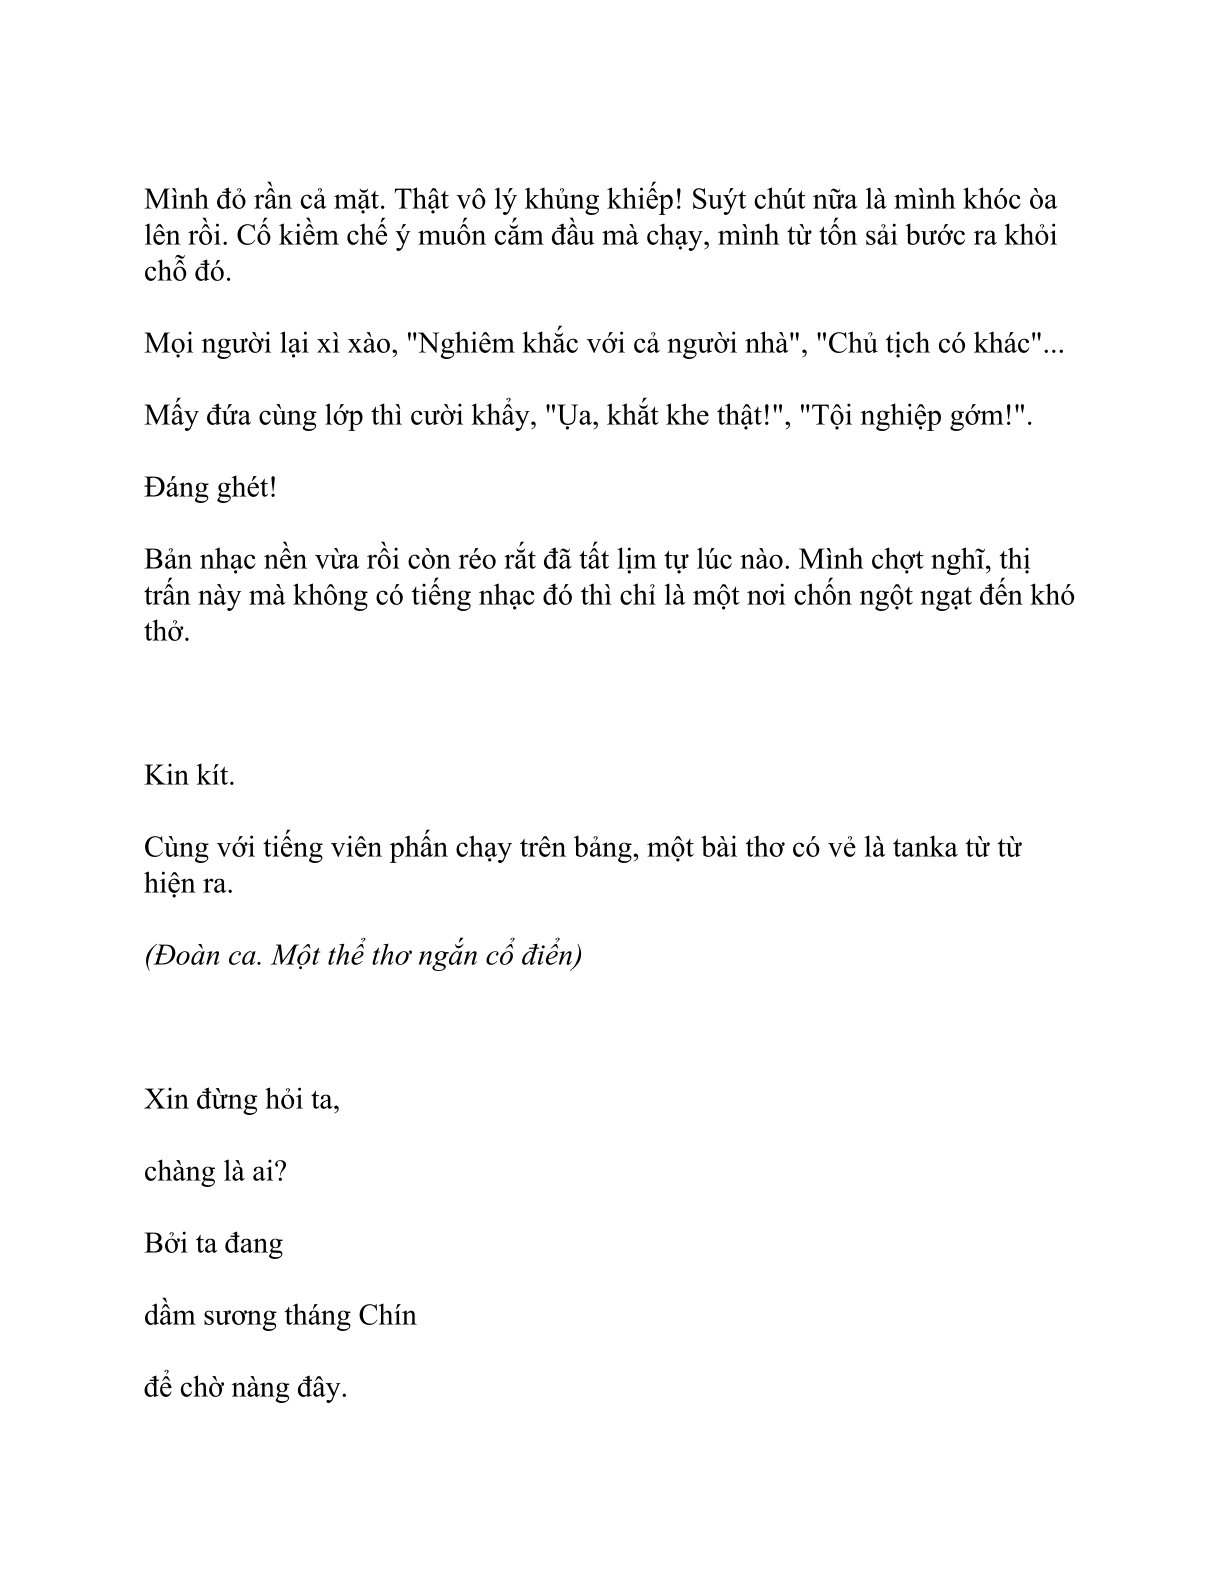 Mình đỏ rần cả mặt. Thật vô lý khủng khiếp! Suýt chút nữa là mình khóc òa
lên rồi. Cố kiềm chế ý muốn cắm đầu mà chạy, mình từ tốn sải bước ra khỏi
chỗ đó.
Mọi người lại xì xào, "Nghiêm khắc với cả người nhà", "Chủ tịch có khác"...
Mấy đứa cùng lớp thì cười khẩy, "Ụa, khắt khe thật!", "Tội nghiệp gớm!".
Đáng ghét!
Bản nhạc nền vừa rồi còn réo rắt đã tất lịm tự lúc nào. Mình chợt nghĩ, thị
trấn này mà không có tiếng nhạc đó thì chỉ là một nơi chốn ngột ngạt đến khó
thở.
Kin kít.
Cùng với tiếng viên phấn chạy trên bảng, một bài thơ có vẻ là tanka từ từ
hiện ra.
(Đoàn ca. Một thể thơ ngắn cổ điển)
Xin đừng hỏi ta,
chàng là ai?
Bởi ta đang
dầm sương tháng Chín
để chờ nàng đây.